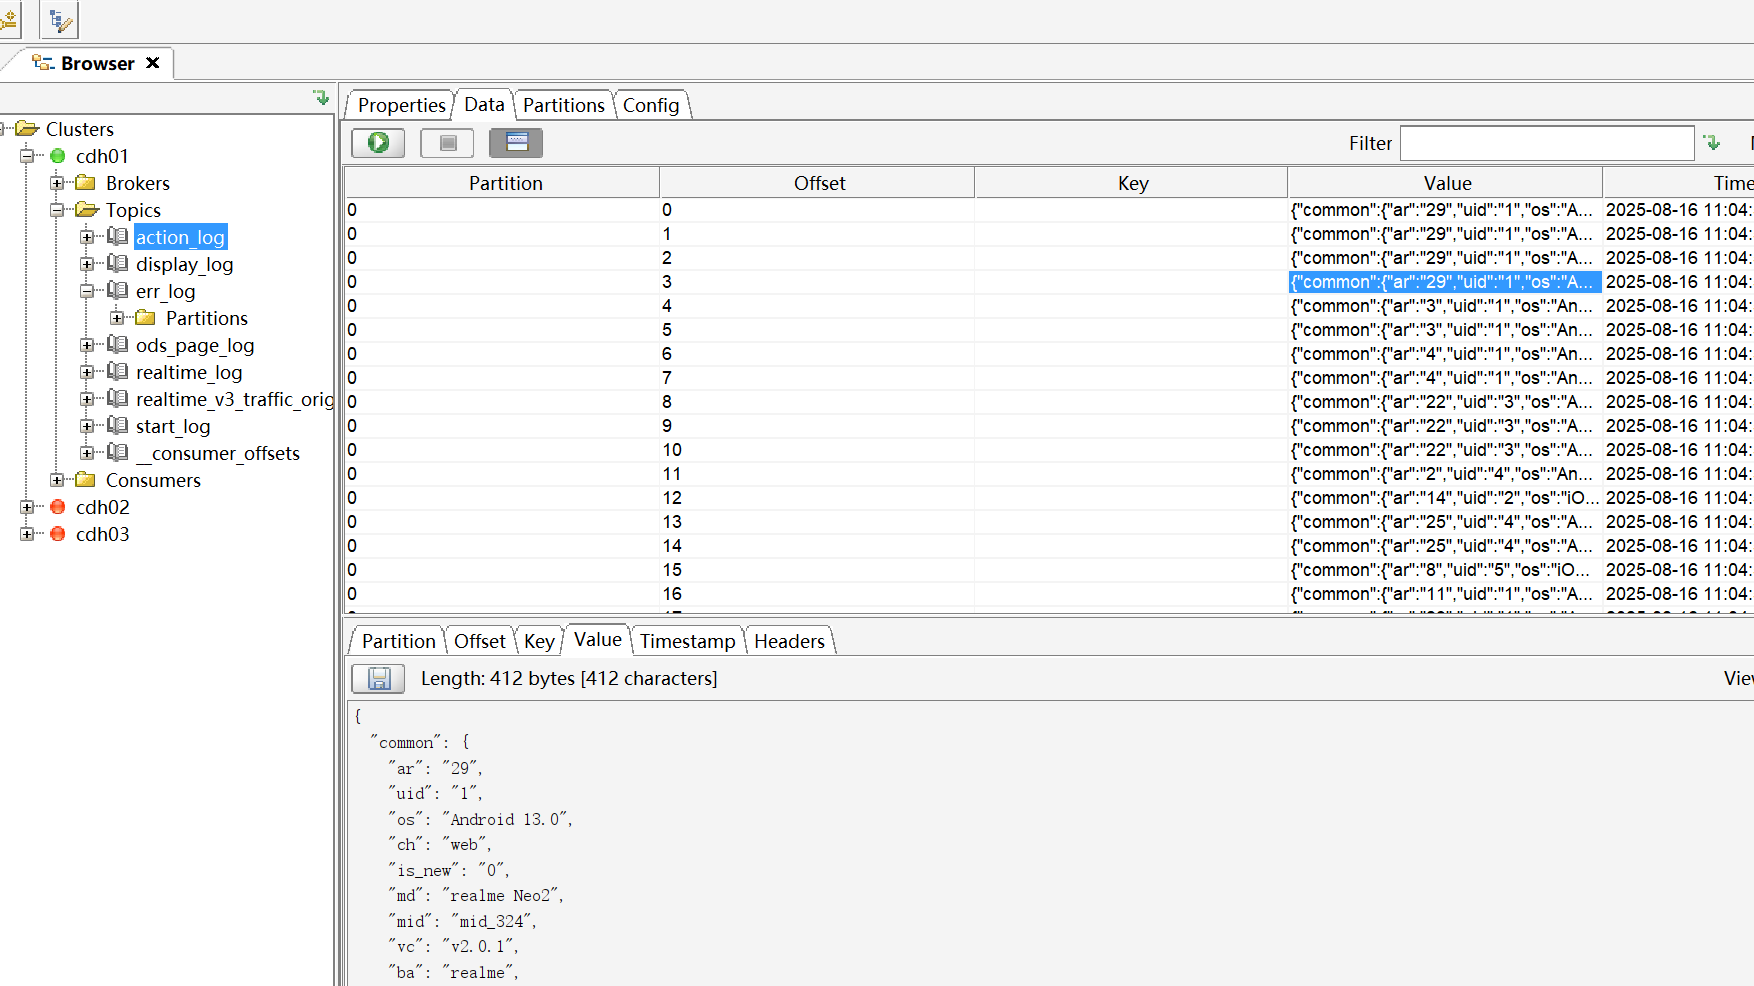 Browser
Properties Data Partitions Config
Clusters
cdh01
Brokers
Topics
action_log
display_log
err_log
Partitions
ods_page_log
realtime_log
realtime_v3_traffic_orig
start_log
__consumer_offsets
Consumers
cdh02
cdh03
Filter
Partition Offset Key Value Time
0 0 {"common":{"ar":"29","uid":"1","os":"A... 2025-08-16 11:04:
0 1 {"common":{"ar":"29","uid":"1","os":"A... 2025-08-16 11:04:
0 2 {"common":{"ar":"29","uid":"1","os":"A... 2025-08-16 11:04:
0 3 {"common":{"ar":"29","uid":"1","os":"A... 2025-08-16 11:04:
0 4 {"common":{"ar":"3","uid":"1","os":"An... 2025-08-16 11:04:
0 5 {"common":{"ar":"3","uid":"1","os":"An... 2025-08-16 11:04:
0 6 {"common":{"ar":"4","uid":"1","os":"An... 2025-08-16 11:04:
0 7 {"common":{"ar":"4","uid":"1","os":"An... 2025-08-16 11:04:
0 8 {"common":{"ar":"22","uid":"3","os":"A... 2025-08-16 11:04:
0 9 {"common":{"ar":"22","uid":"3","os":"A... 2025-08-16 11:04:
0 10 {"common":{"ar":"22","uid":"3","os":"A... 2025-08-16 11:04:
0 11 {"common":{"ar":"2","uid":"4","os":"An... 2025-08-16 11:04:
0 12 {"common":{"ar":"14","uid":"2","os":"iO... 2025-08-16 11:04:
0 13 {"common":{"ar":"25","uid":"4","os":"A... 2025-08-16 11:04:
0 14 {"common":{"ar":"25","uid":"4","os":"A... 2025-08-16 11:04:
0 15 {"common":{"ar":"8","uid":"5","os":"iO... 2025-08-16 11:04:
0 16 {"common":{"ar":"11","uid":"1","os":"A... 2025-08-16 11:04:
Partition Offset Key Value Timestamp Headers
Length: 412 bytes [412 characters]
View
{
"common": {
"ar": "29",
"uid": "1",
"os": "Android 13.0",
"ch": "web",
"is_new": "0",
"md": "realme Neo2",
"mid": "mid_324",
"vc": "v2.0.1",
"ba": "realme",